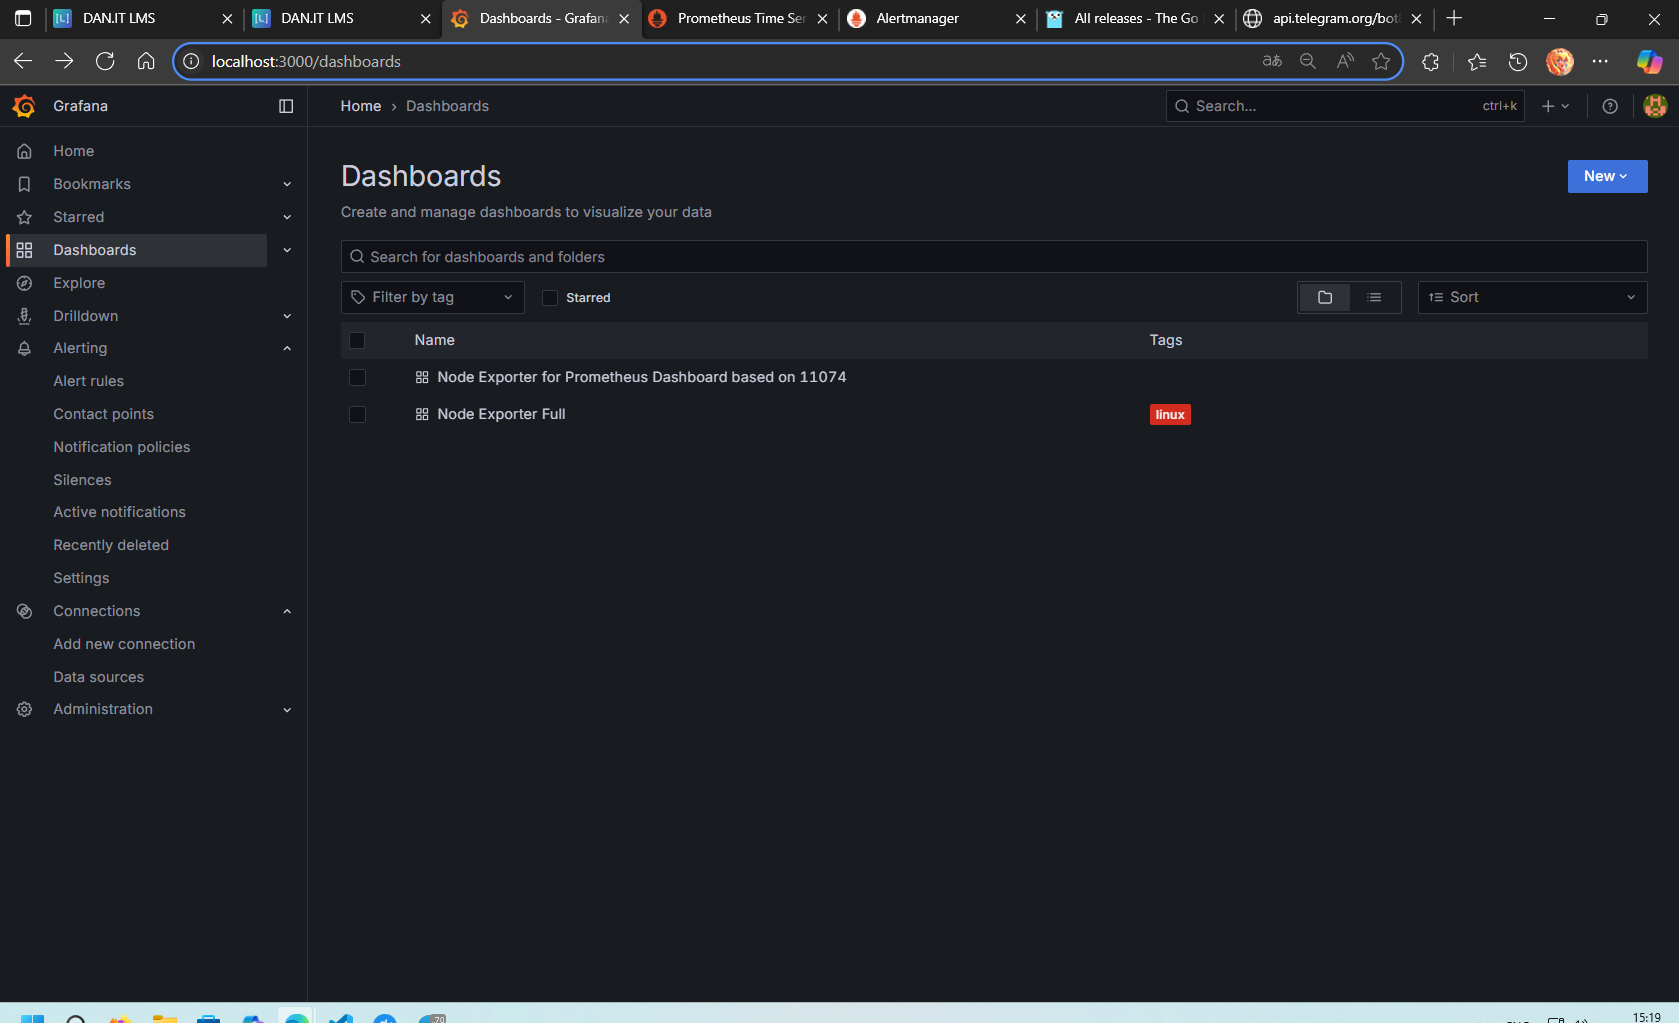 DAN.IT LMS
DAN.IT LMS
Dashboards - Grafana
Prometheus Time Ser
Alertmanager
All releases - The Go
api.telegram.org/bot
localhost:3000/dashboards
Grafana
Home › Dashboards
Search...
ctrl+k
Home
Bookmarks
Starred
Dashboards
Explore
Drilldown
Alerting
Alert rules
Contact points
Notification policies
Silences
Active notifications
Recently deleted
Settings
Connections
Add new connection
Data sources
Administration
Dashboards
New
Create and manage dashboards to visualize your data
Search for dashboards and folders
Filter by tag
Starred
Sort
Name
Tags
Node Exporter for Prometheus Dashboard based on 11074
Node Exporter Full
linux
70
15:19